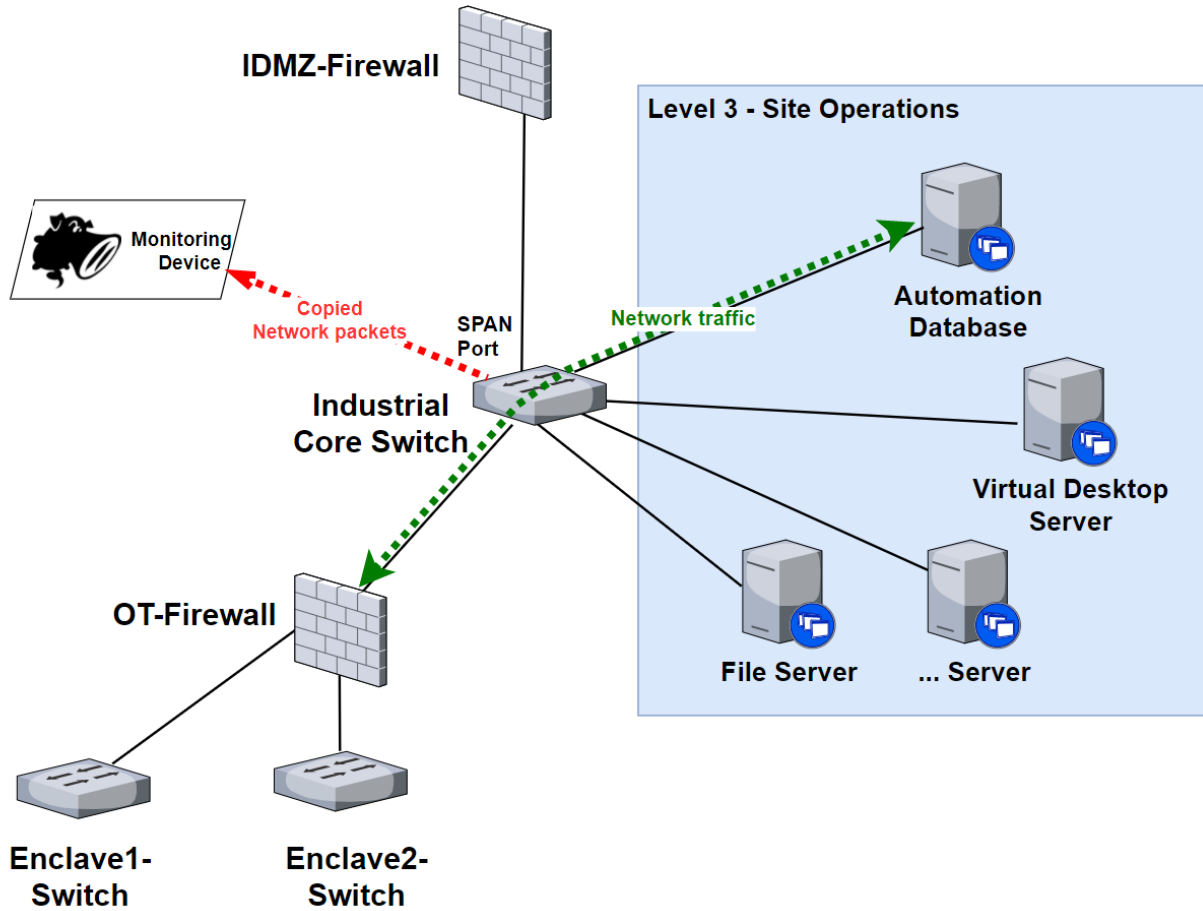 IDMZ-Firewall
Level 3 - Site Operations
Monitoring
Device
Copied
Network packets
SPAN
Port
Network traffic
Automation
Database
Industrial
Core Switch
Virtual Desktop
Server
OT-Firewall
File Server
... Server
Enclave1-
Switch
Enclave2-
Switch